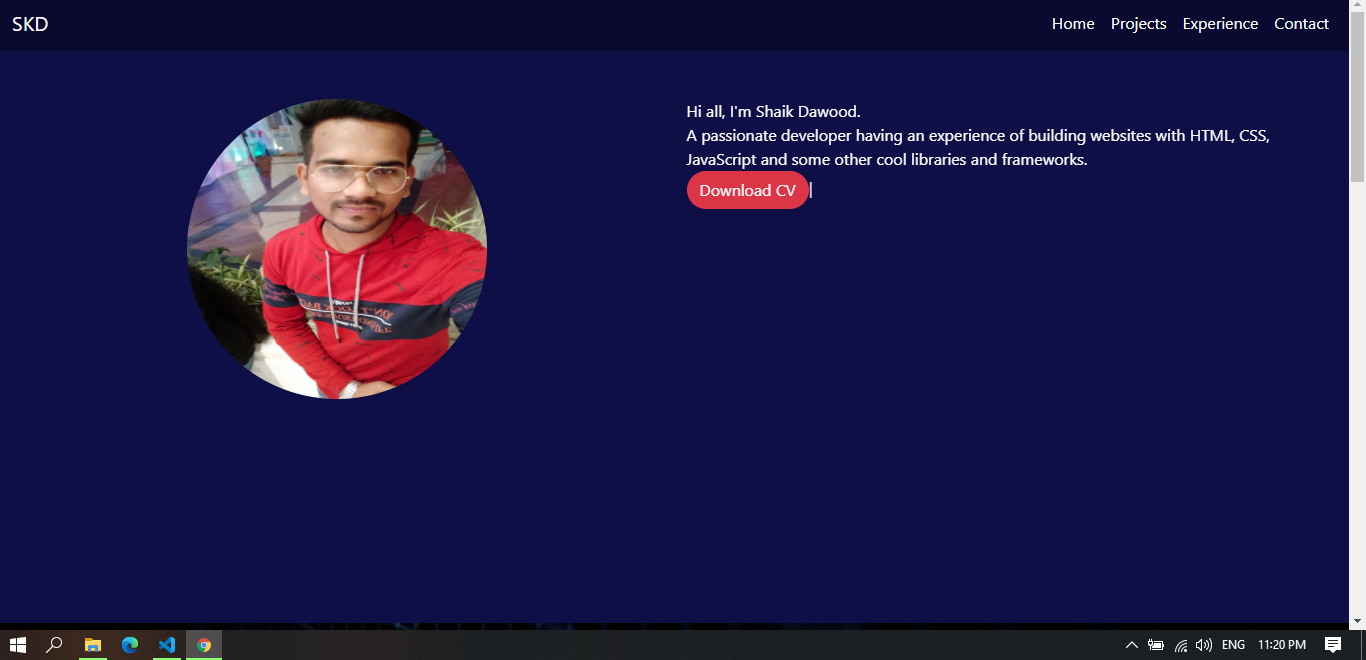 SKD
Home Projects Experience Contact
Hi all, I'm Shaik Dawood.
A passionate developer having an experience of building websites with HTML, CSS,
JavaScript and some other cool libraries and frameworks.
Download CV|
ENG 11:20 PM